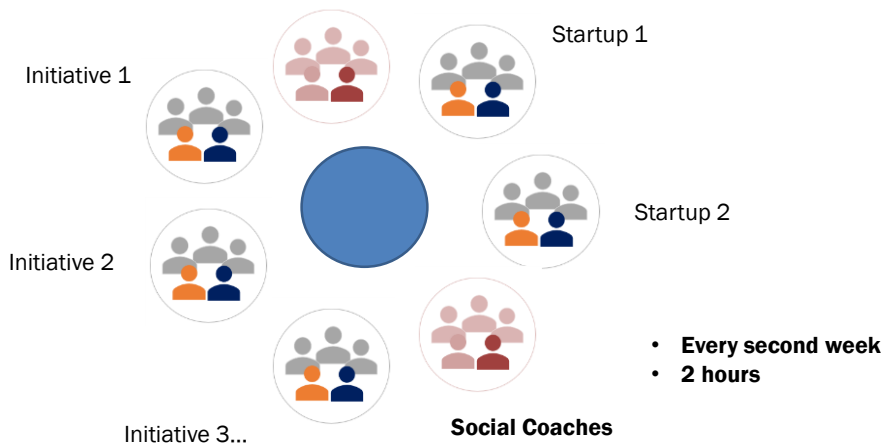 Startup 1
Initiative 1
Startup 2
Initiative 2
• Every second week
• 2 hours
Social Coaches
Initiative 3...